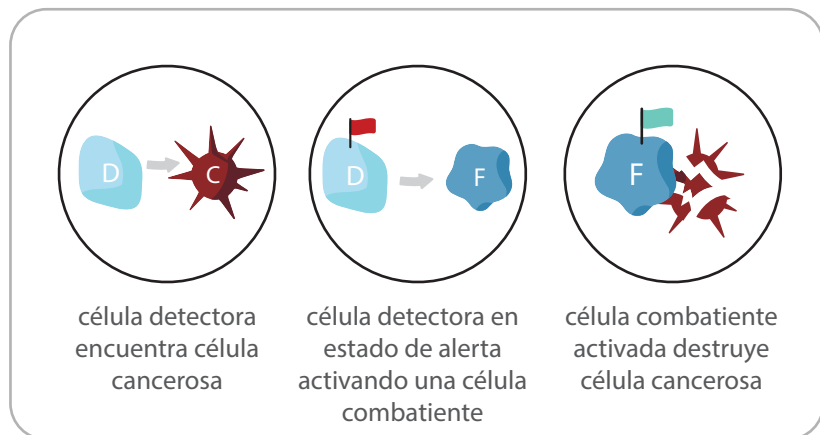 D
C
D
F
F
célula detectora
encuentra célula
cancerosa
célula detectora en
estado de alerta
activando una célula
combatiente
célula combatiente
activada destruye
célula cancerosa